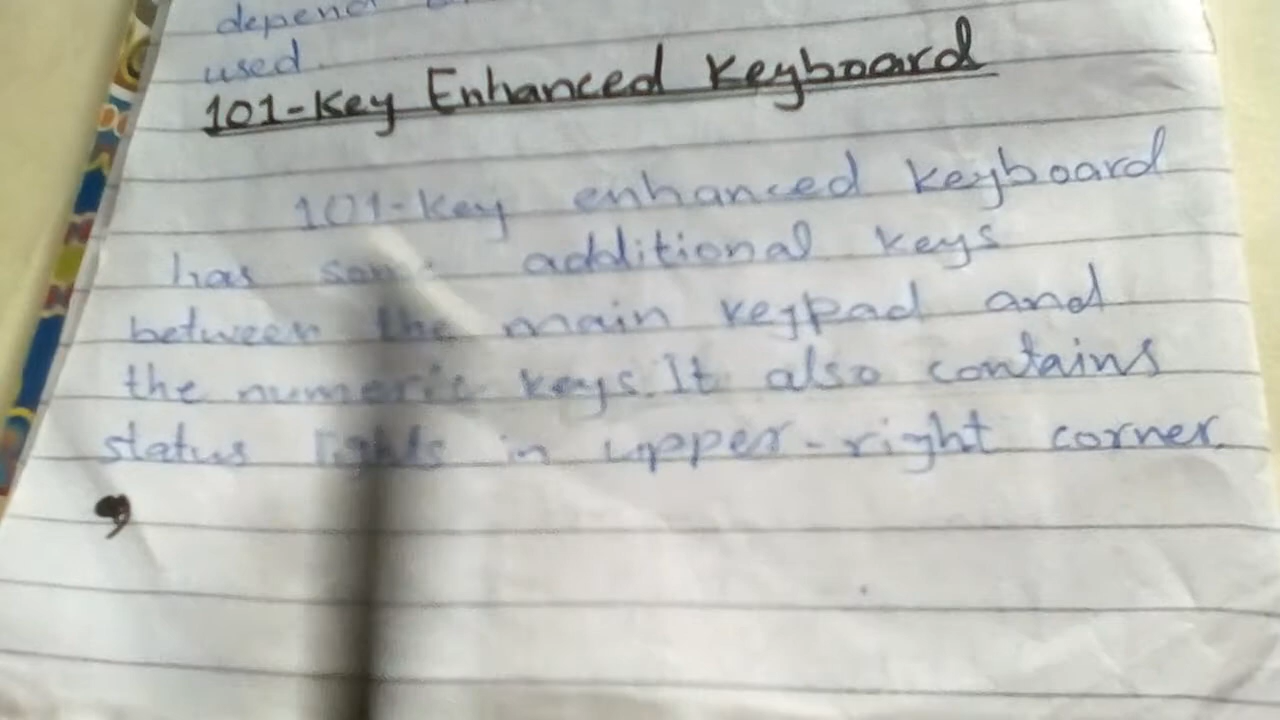 used.
101-Key Enhanced Keyboard
101-key enhanced keyboard
has some additional keys
between the main keypad and
the numeric keys. It also contains
status lights in upper-right corner.